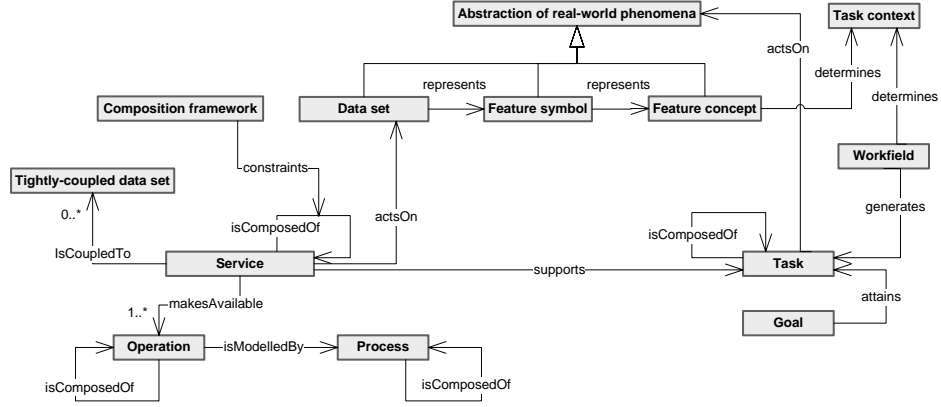 Abstraction of real-world phenomena
Task context
actsOn
represents
represents
determines
determines
Composition framework
Data set
Feature symbol
Feature concept
Workfield
constraints
Tightly-coupled data set
generates
0..*
isComposedOf
actsOn
isComposedOf
IsCoupledTo
Service
supports
Task
makesAvailable
attains
1..*
Goal
Operation
isModelledBy
Process
isComposedOf
isComposedOf